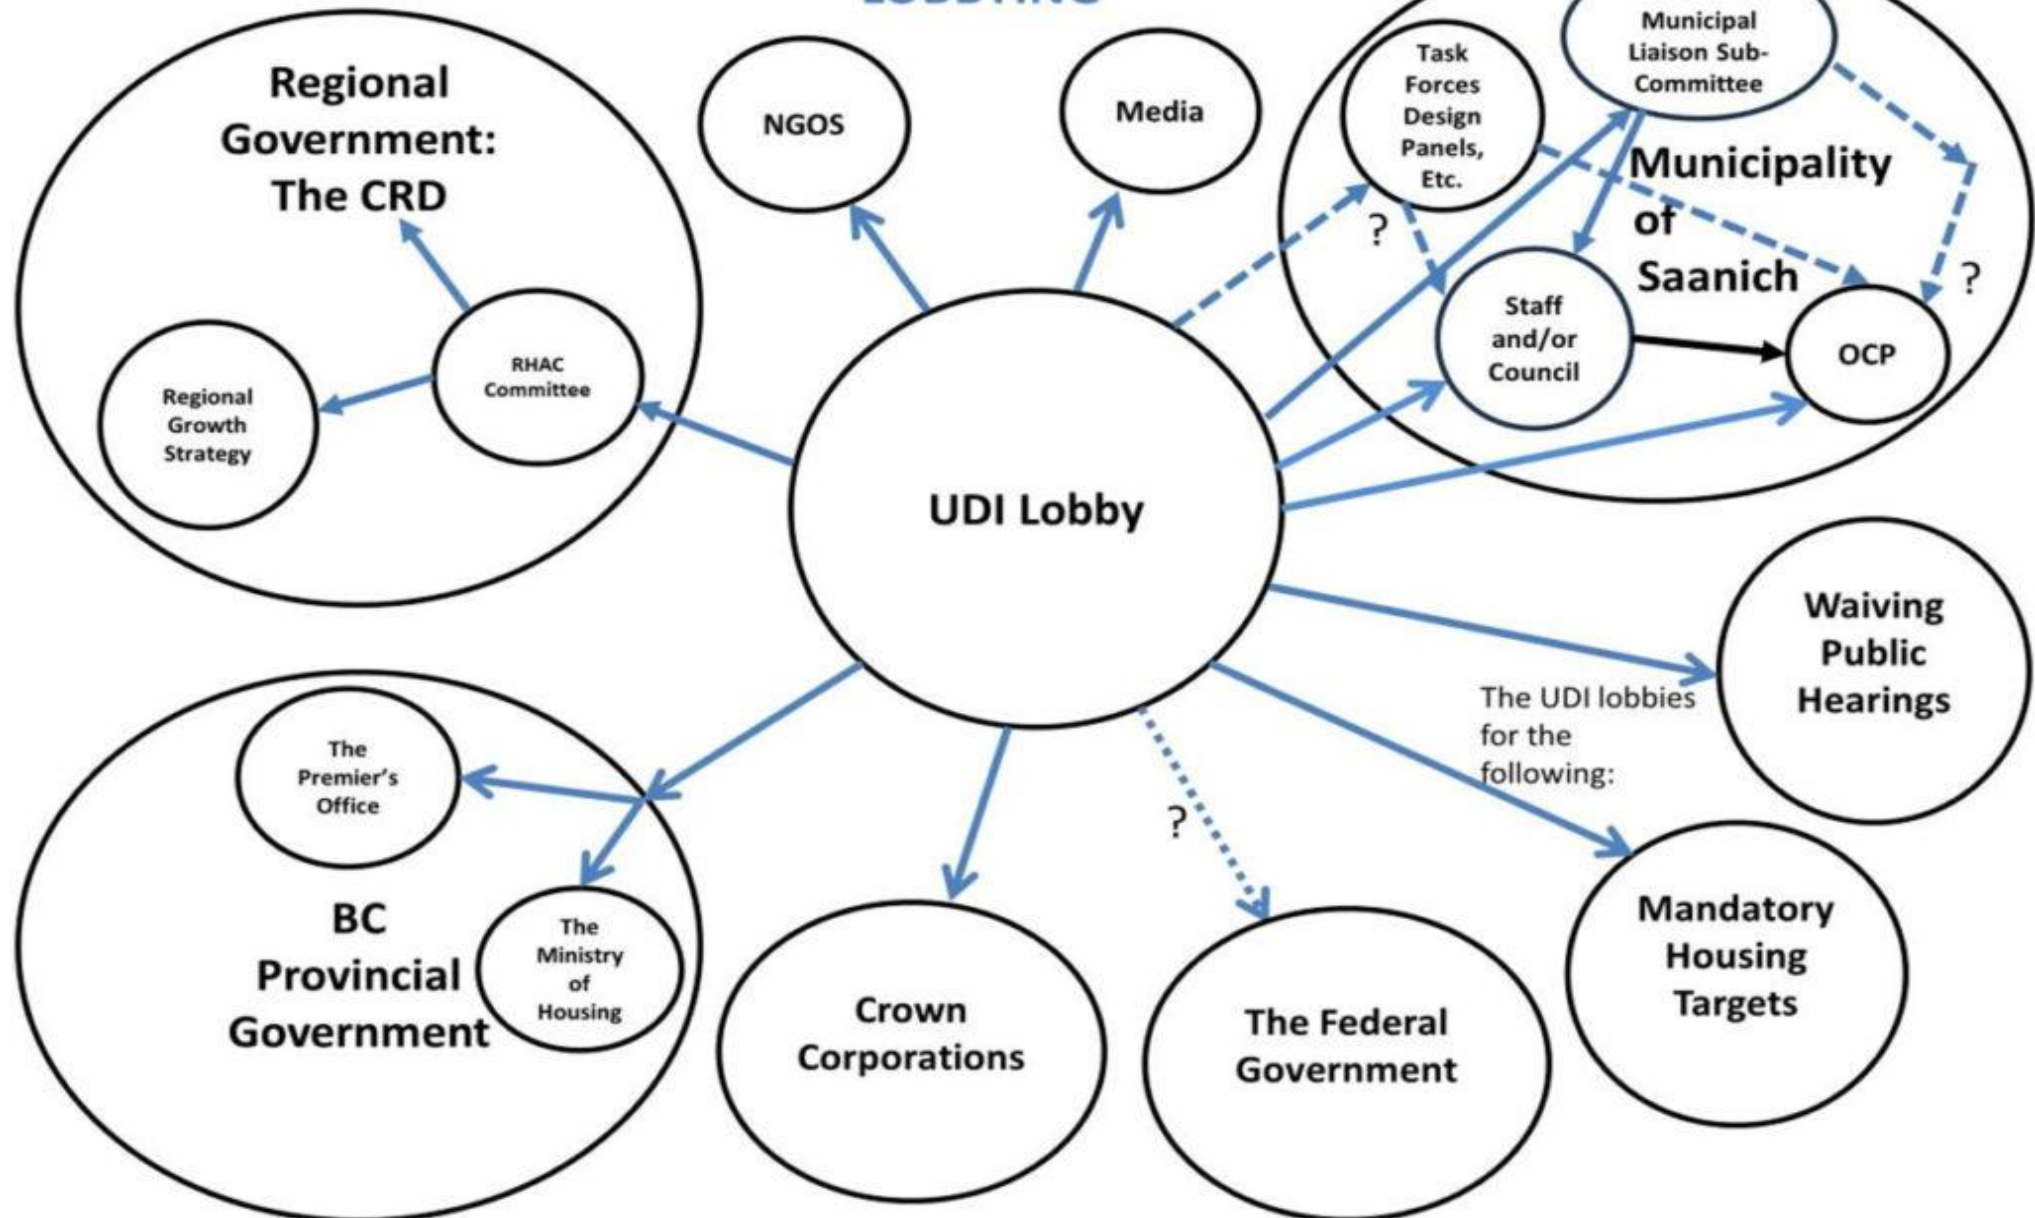 LOBBYING
Regional
Government:
The CRD
RHAC
Committee
Regional
Growth
Strategy
NGOS
Media
Task
Forces
Design
Panels,
Etc.
Municipal
Liaison Sub-
Committee
Municipality
of
Saanich
?
?
Staff
and/or
Council
OCP
UDI Lobby
Waiving
Public
Hearings
The UDI lobbies
for the
following:
Mandatory
Housing
Targets
The
Premier’s
Office
BC
Provincial
Government
The
Ministry
of
Housing
Crown
Corporations
?
The Federal
Government